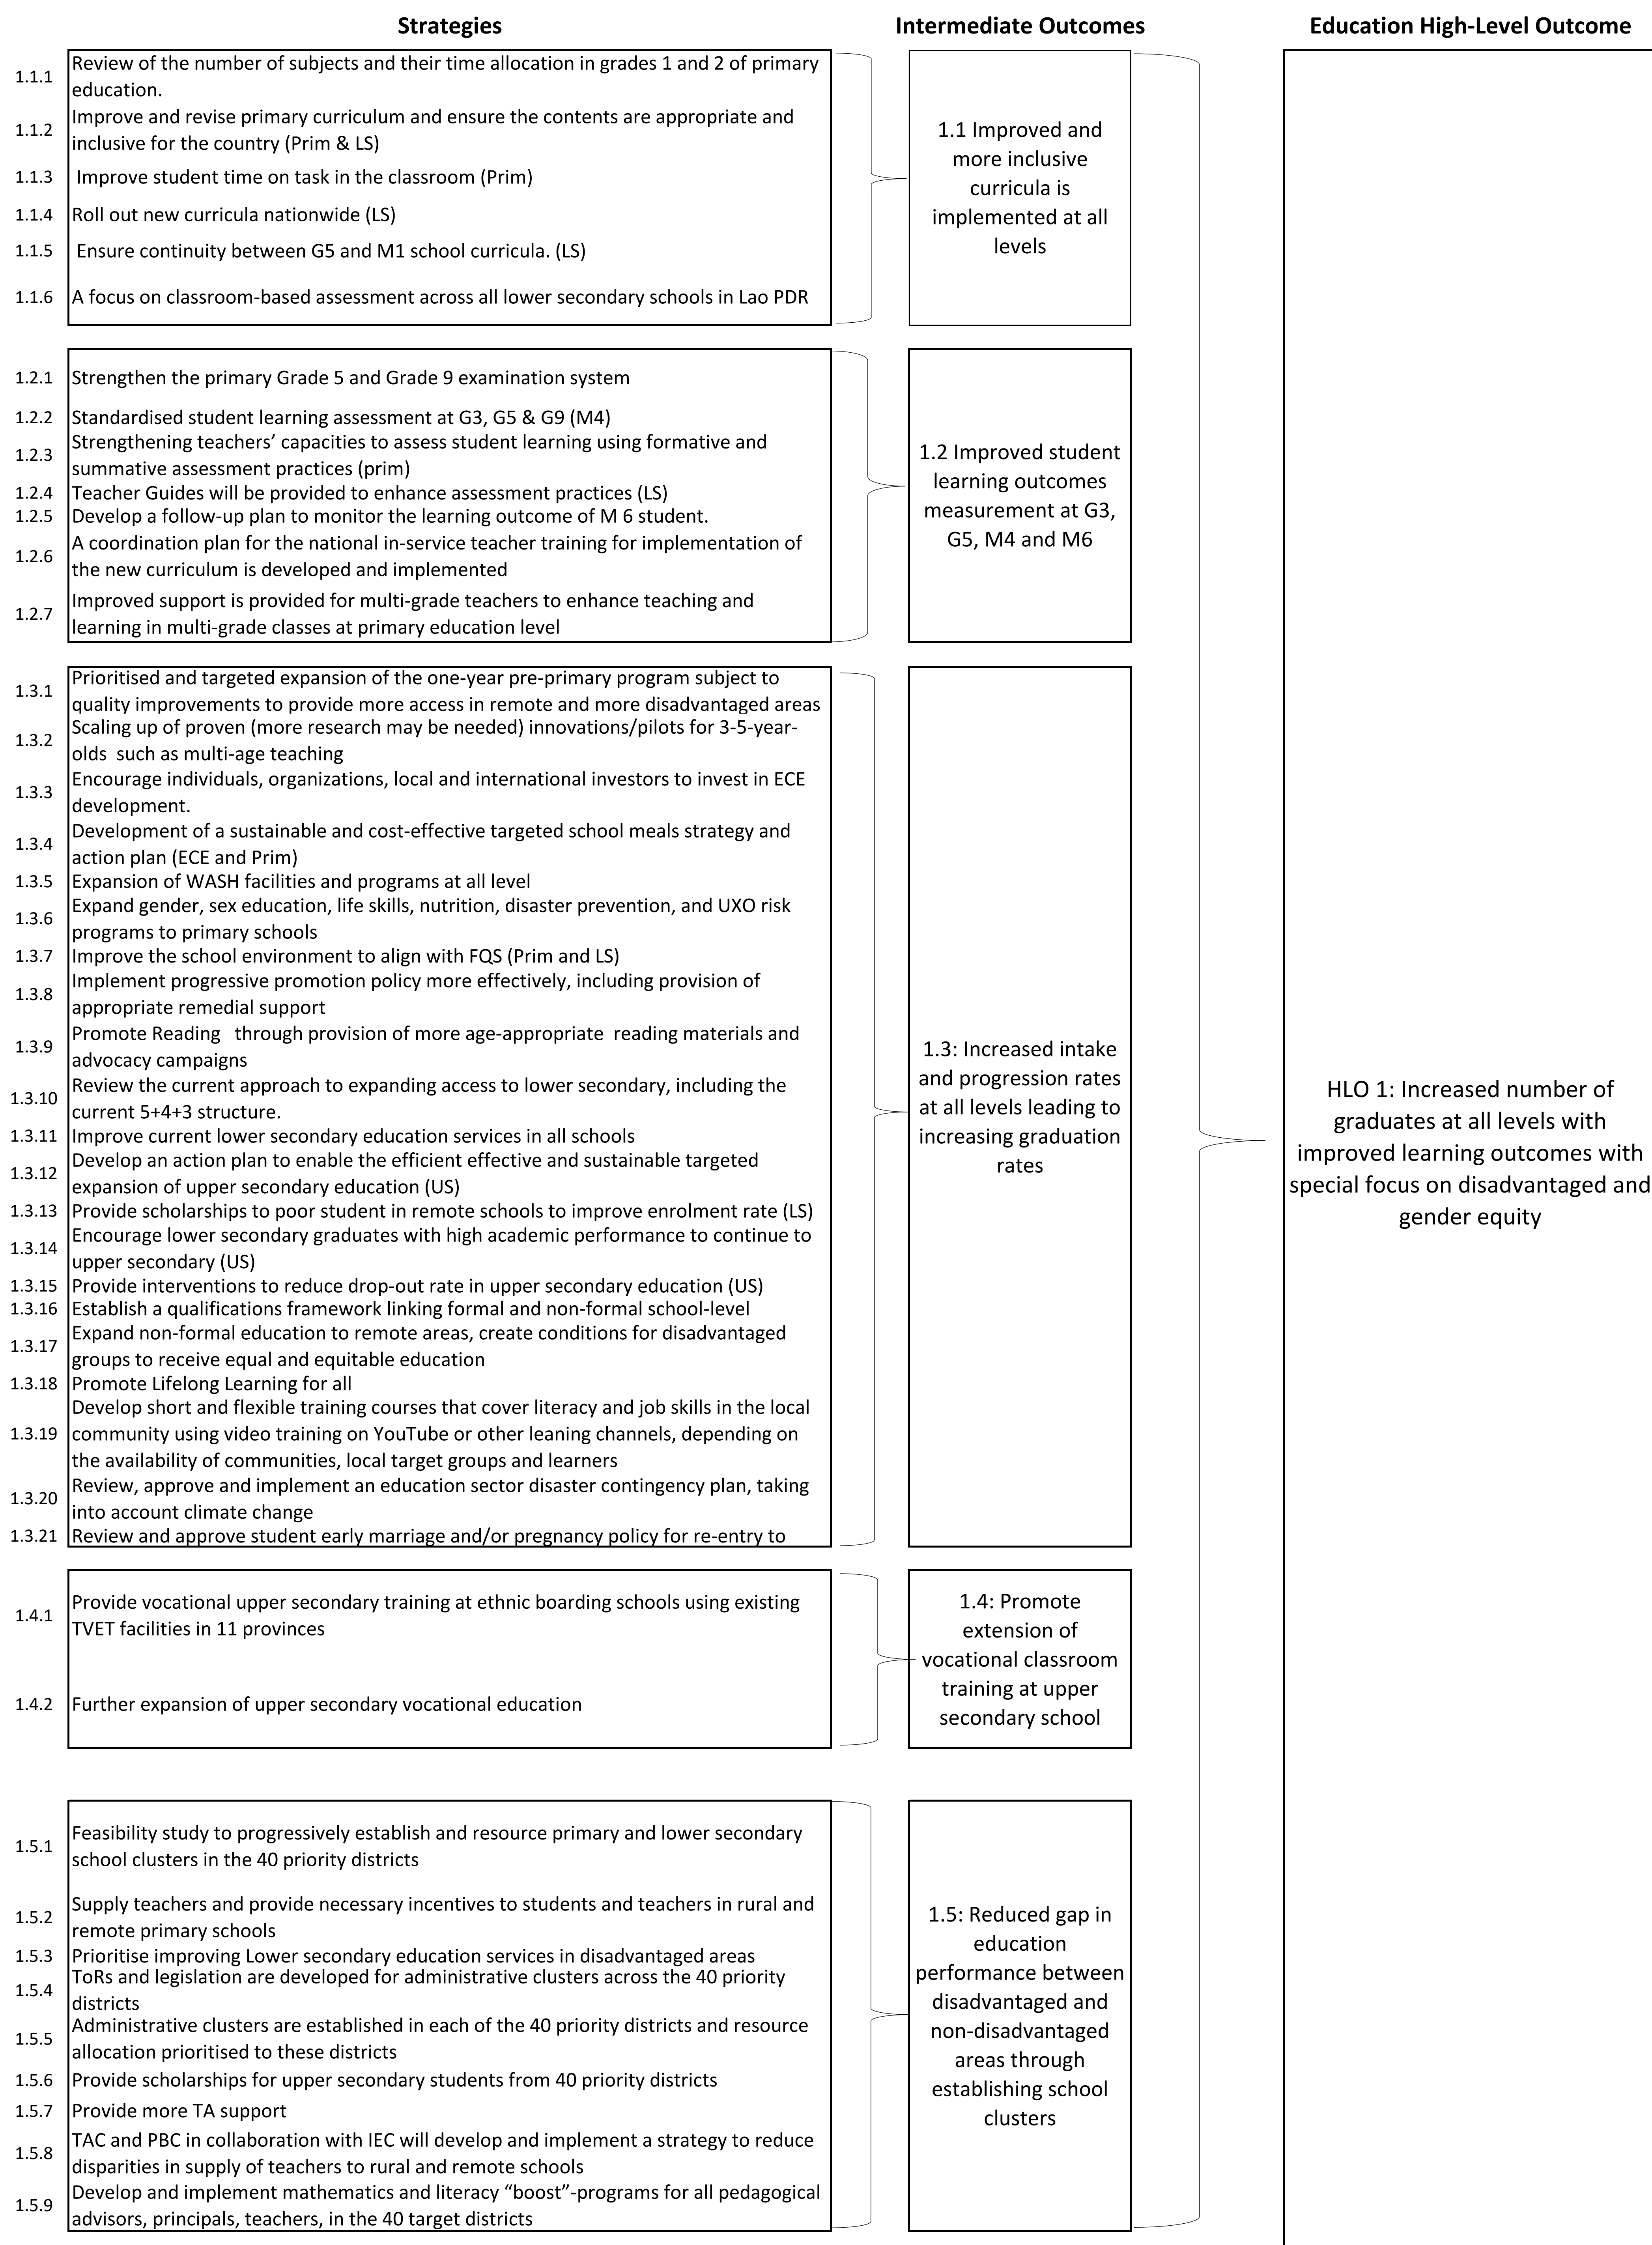 Strategies
Intermediate Outcomes
Education High-Level Outcome
1.1.1
Review of the number of subjects and their time allocation in grades 1 and 2 of primary
education.
1.1.2
Improve and revise primary curriculum and ensure the contents are appropriate and
inclusive for the country (Prim & LS)
1.1.3
Improve student time on task in the classroom (Prim)
1.1.4
Roll out new curricula nationwide (LS)
1.1.5
Ensure continuity between G5 and M1 school curricula. (LS)
1.1.6
A focus on classroom-based assessment across all lower secondary schools in Lao PDR
1.1 Improved and
more inclusive
curricula is
implemented at all
levels
1.2.1
Strengthen the primary Grade 5 and Grade 9 examination system
1.2.2
Standardised student learning assessment at G3, G5 & G9 (M4)
1.2.3
Strengthening teachers’ capacities to assess student learning using formative and
summative assessment practices (prim)
1.2.4
Teacher Guides will be provided to enhance assessment practices (LS)
1.2.5
Develop a follow-up plan to monitor the learning outcome of M 6 student.
1.2.6
A coordination plan for the national in-service teacher training for implementation of
the new curriculum is developed and implemented
1.2.7
Improved support is provided for multi-grade teachers to enhance teaching and
learning in multi-grade classes at primary education level
1.2 Improved student
learning outcomes
measurement at G3,
G5, M4 and M6
1.3.1
Prioritised and targeted expansion of the one-year pre-primary program subject to
quality improvements to provide more access in remote and more disadvantaged areas
1.3.2
Scaling up of proven (more research may be needed) innovations/pilots for 3-5-year-
olds such as multi-age teaching
1.3.3
Encourage individuals, organizations, local and international investors to invest in ECE
development.
1.3.4
Development of a sustainable and cost-effective targeted school meals strategy and
action plan (ECE and Prim)
1.3.5
Expansion of WASH facilities and programs at all level
1.3.6
Expand gender, sex education, life skills, nutrition, disaster prevention, and UXO risk
programs to primary schools
1.3.7
Improve the school environment to align with FQS (Prim and LS)
1.3.8
Implement progressive promotion policy more effectively, including provision of
appropriate remedial support
1.3.9
Promote Reading through provision of more age-appropriate reading materials and
advocacy campaigns
1.3.10
Review the current approach to expanding access to lower secondary, including the
current 5+4+3 structure.
1.3.11
Improve current lower secondary education services in all schools
1.3.12
Develop an action plan to enable the efficient effective and sustainable targeted
expansion of upper secondary education (US)
1.3.13
Provide scholarships to poor student in remote schools to improve enrolment rate (LS)
1.3.14
Encourage lower secondary graduates with high academic performance to continue to
upper secondary (US)
1.3.15
Provide interventions to reduce drop-out rate in upper secondary education (US)
1.3.16
Establish a qualifications framework linking formal and non-formal school-level
1.3.17
Expand non-formal education to remote areas, create conditions for disadvantaged
groups to receive equal and equitable education
1.3.18
Promote Lifelong Learning for all
1.3.19
Develop short and flexible training courses that cover literacy and job skills in the local
community using video training on YouTube or other leaning channels, depending on
the availability of communities, local target groups and learners
1.3.20
Review, approve and implement an education sector disaster contingency plan, taking
into account climate change
1.3.21
Review and approve student early marriage and/or pregnancy policy for re-entry to
1.3: Increased intake
and progression rates
at all levels leading to
increasing graduation
rates
HLO 1: Increased number of
graduates at all levels with
improved learning outcomes with
special focus on disadvantaged and
gender equity
1.4.1
Provide vocational upper secondary training at ethnic boarding schools using existing
TVET facilities in 11 provinces
1.4.2
Further expansion of upper secondary vocational education
1.4: Promote
extension of
vocational classroom
training at upper
secondary school
1.5.1
Feasibility study to progressively establish and resource primary and lower secondary
school clusters in the 40 priority districts
1.5.2
Supply teachers and provide necessary incentives to students and teachers in rural and
remote primary schools
1.5.3
Prioritise improving Lower secondary education services in disadvantaged areas
1.5.4
ToRs and legislation are developed for administrative clusters across the 40 priority
districts
1.5.5
Administrative clusters are established in each of the 40 priority districts and resource
allocation prioritised to these districts
1.5.6
Provide scholarships for upper secondary students from 40 priority districts
1.5.7
Provide more TA support
1.5.8
TAC and PBC in collaboration with IEC will develop and implement a strategy to reduce
disparities in supply of teachers to rural and remote schools
1.5.9
Develop and implement mathematics and literacy “boost”-programs for all pedagogical
advisors, principals, teachers, in the 40 target districts
1.5: Reduced gap in
education
performance between
disadvantaged and
non-disadvantaged
areas through
establishing school
clusters